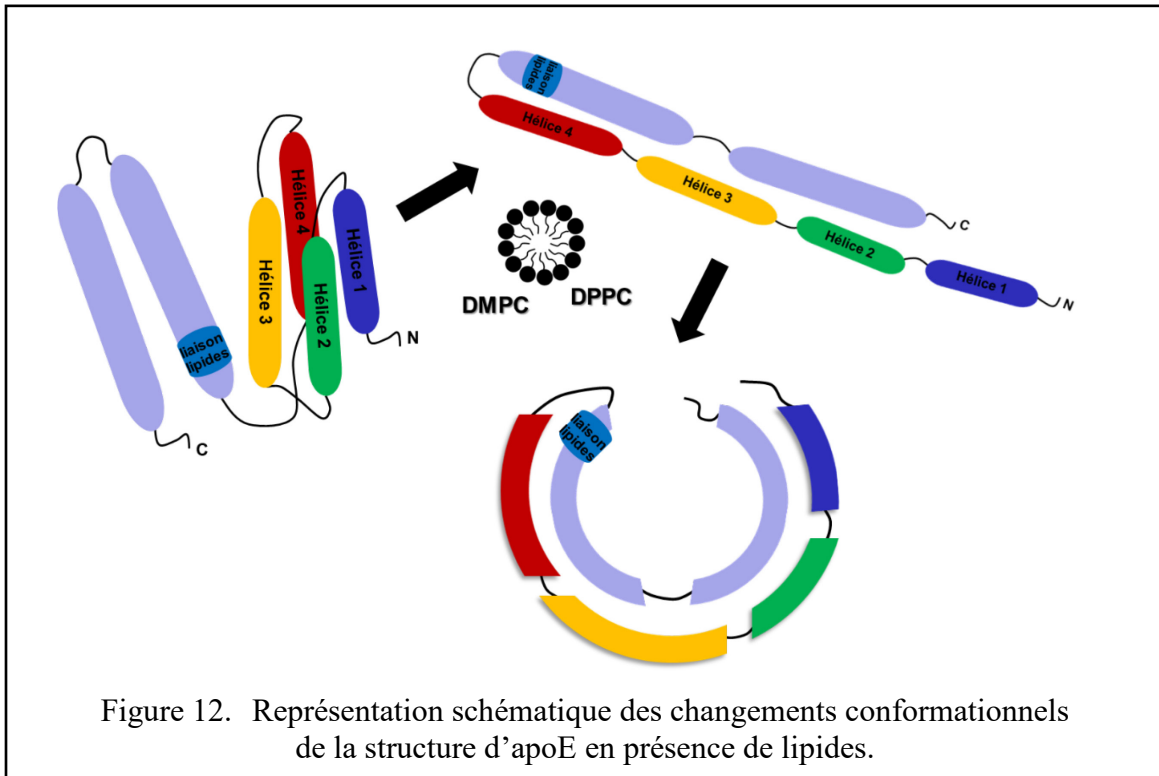 liaison
lipides
Hélice 4
Hélice 3
Hélice 2
Hélice 1
C
N
Hélice 4
Hélice 3
Hélice 2
Hélice 1
liaison
lipides
N
C
DMPC
DPPC
liaison
lipides
Figure 12. Représentation schématique des changements conformationnels
de la structure d’apoE en présence de lipides.